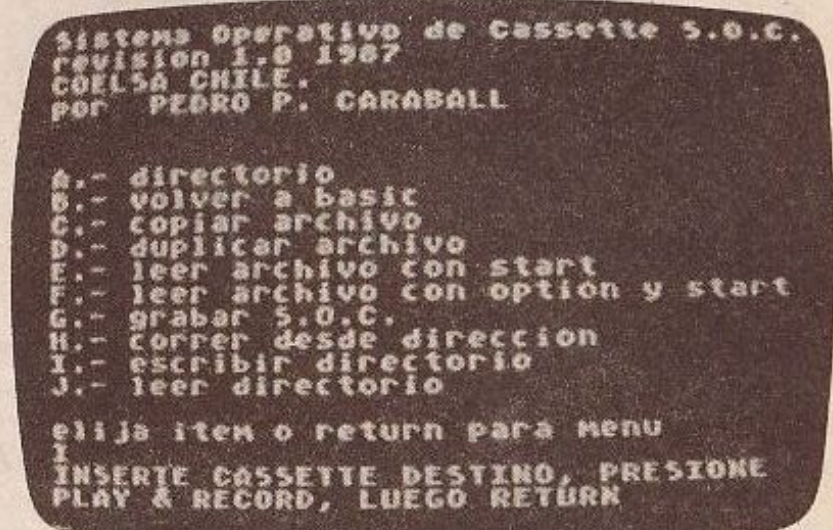 Sistema Operativo de Cassette S.O.C.
revision 1.0 1987
COELSA CHILE.
por PEDRO P. CARABALL
A.- directorio
B.- volver a basic
C.- copiar archivo
D.- duplicar archivo
E.- leer archivo con start
F.- leer archivo con option y start
G.- grabar S.O.C.
H.- correr desde direccion
I.- escribir directorio
J.- leer directorio
elija item o return para menu
I
INSERTE CASSETTE DESTINO, PRESIONE
PLAY & RECORD, LUEGO RETURN